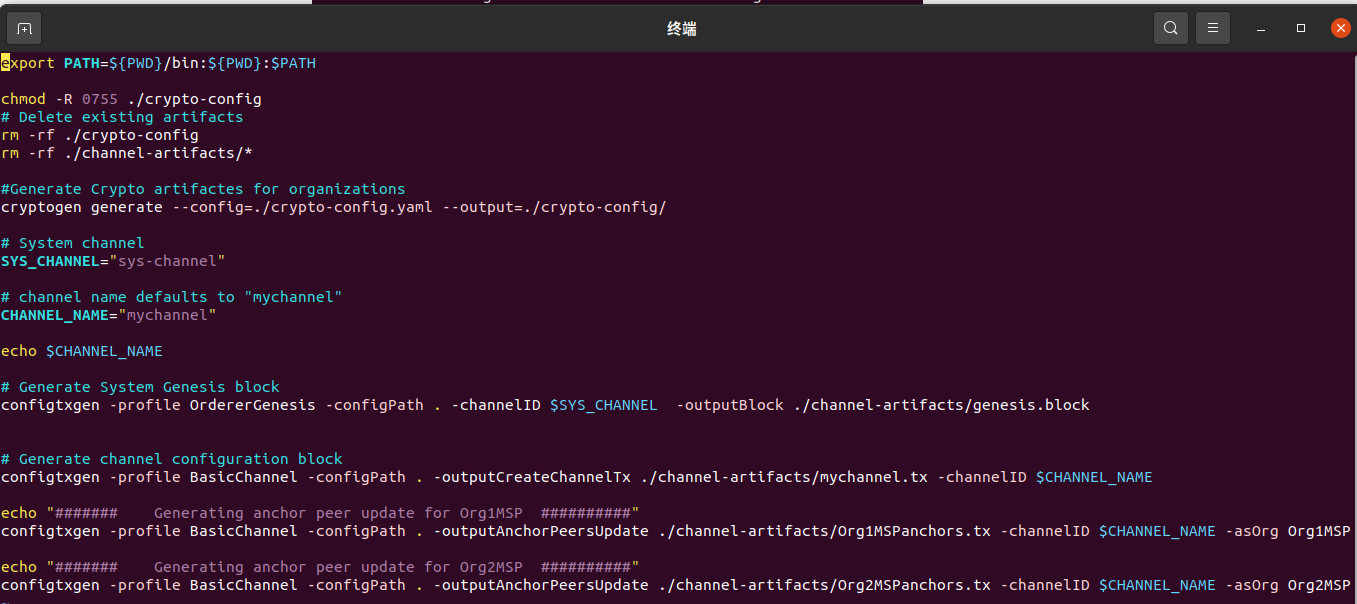 终端
export PATH=${PWD}/bin:${PWD}:$PATH
chmod -R 0755 ./crypto-config
# Delete existing artifacts
rm -rf ./crypto-config
rm -rf ./channel-artifacts/*
#Generate Crypto artifactes for organizations
cryptogen generate --config=./crypto-config.yaml --output=./crypto-config/
# System channel
SYS_CHANNEL="sys-channel"
# channel name defaults to "mychannel"
CHANNEL_NAME="mychannel"
echo $CHANNEL_NAME
# Generate System Genesis block
configtxgen -profile OrdererGenesis -configPath . -channelID $SYS_CHANNEL  -outputBlock ./channel-artifacts/genesis.block
# Generate channel configuration block
configtxgen -profile BasicChannel -configPath . -outputCreateChannelTx ./channel-artifacts/mychannel.tx -channelID $CHANNEL_NAME
echo "#######    Generating anchor peer update for Org1MSP  ##########"
configtxgen -profile BasicChannel -configPath . -outputAnchorPeersUpdate ./channel-artifacts/Org1MSPanchors.tx -channelID $CHANNEL_NAME -asOrg Org1MSP
echo "#######    Generating anchor peer update for Org2MSP  ##########"
configtxgen -profile BasicChannel -configPath . -outputAnchorPeersUpdate ./channel-artifacts/Org2MSPanchors.tx -channelID $CHANNEL_NAME -asOrg Org2MSP